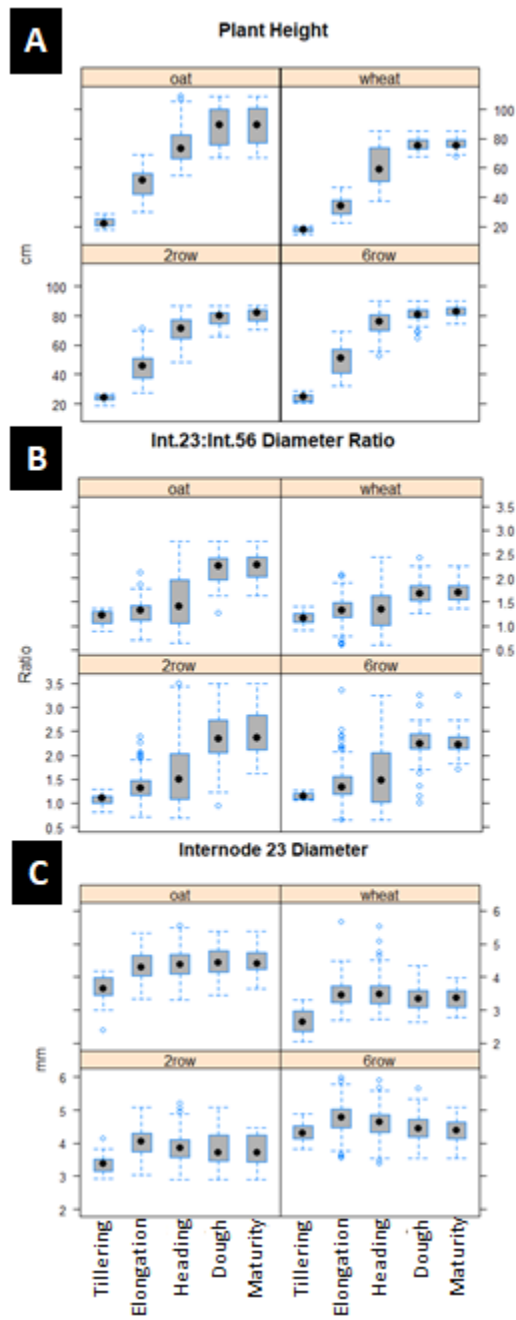 A
Plant Height
oat wheat
100
80
60
40
20
cm
2row 6row
100
80
60
40
20
B
Int.23:Int.56 Diameter Ratio
oat wheat
3.5
3.0
2.5
2.0
1.5
1.0
0.5
Ratio
2row 6row
3.5
3.0
2.5
2.0
1.5
1.0
0.5
C
Internode 23 Diameter
oat wheat
6
5
4
3
2
mm
2row 6row
6
5
4
3
2
Tillering Elongation Heading Dough Maturity Tillering Elongation Heading Dough Maturity